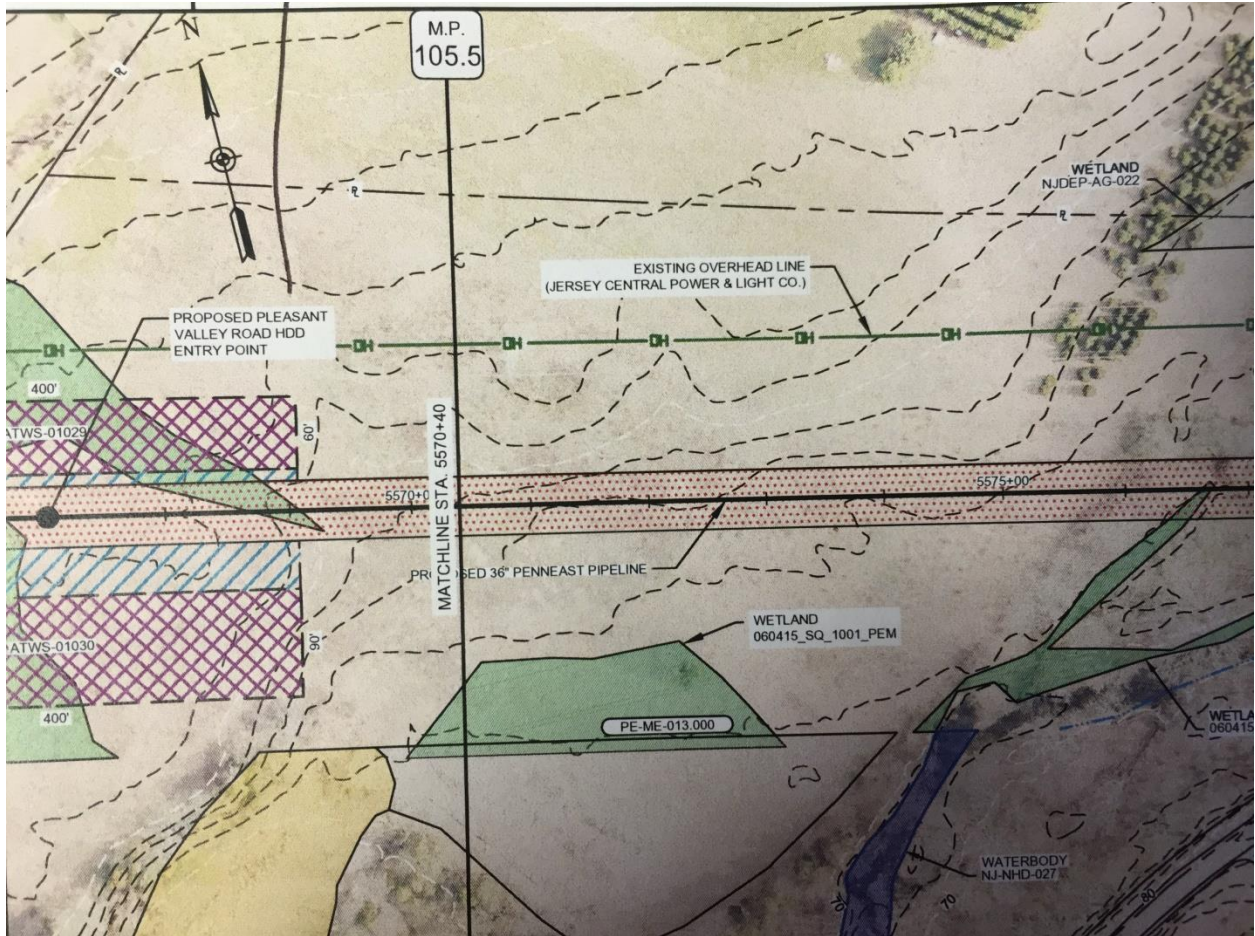 N
M.P.
105.5
WETLAND
NJDEP-AG-022
EXISTING OVERHEAD LINE
(JERSEY CENTRAL POWER & LIGHT CO.)
PROPOSED PLEASANT
VALLEY ROAD HDD
ENTRY POINT
OH
OH
OH
OH
OH
OH
OH
400'
60'
ATWS-01029
MATCHLINE STA. 5570+40
5570+0
5575+00
PROPOSED 36" PENNEAST PIPELINE
WETLAND
060415_SQ_1001_PEM
90'
ATWS-01030
400'
PE-ME-013.000
WETLA
060415
WATERBODY
NJ-NHD-027
70
70
80